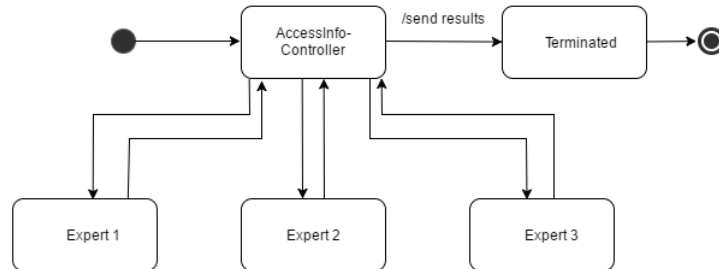 /send results
AccessInfo-
Controller
Terminated
Expert 1
Expert 2
Expert 3